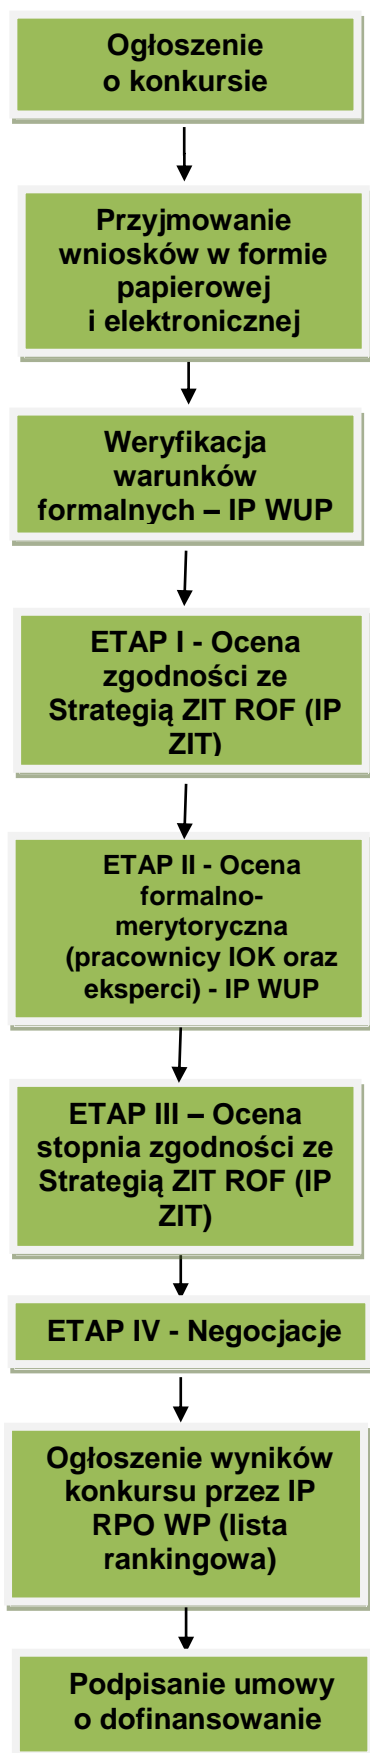 Ogłoszenie
o konkursie
Przyjmowanie
wniosków w formie
papierowej
i elektronicznej
Weryfikacja
warunków
formalnych – IP WUP
ETAP I - Ocena
zgodności ze
Strategią ZIT ROF (IP
ZIT)
ETAP II - Ocena
formalno-
merytoryczna
(pracownicy IOK oraz
eksperci) - IP WUP
ETAP III – Ocena
stopnia zgodności ze
Strategią ZIT ROF (IP
ZIT)
ETAP IV - Negocjacje
Ogłoszenie wyników
konkursu przez IP
RPO WP (lista
rankingowa)
Podpisanie umowy
o dofinansowanie